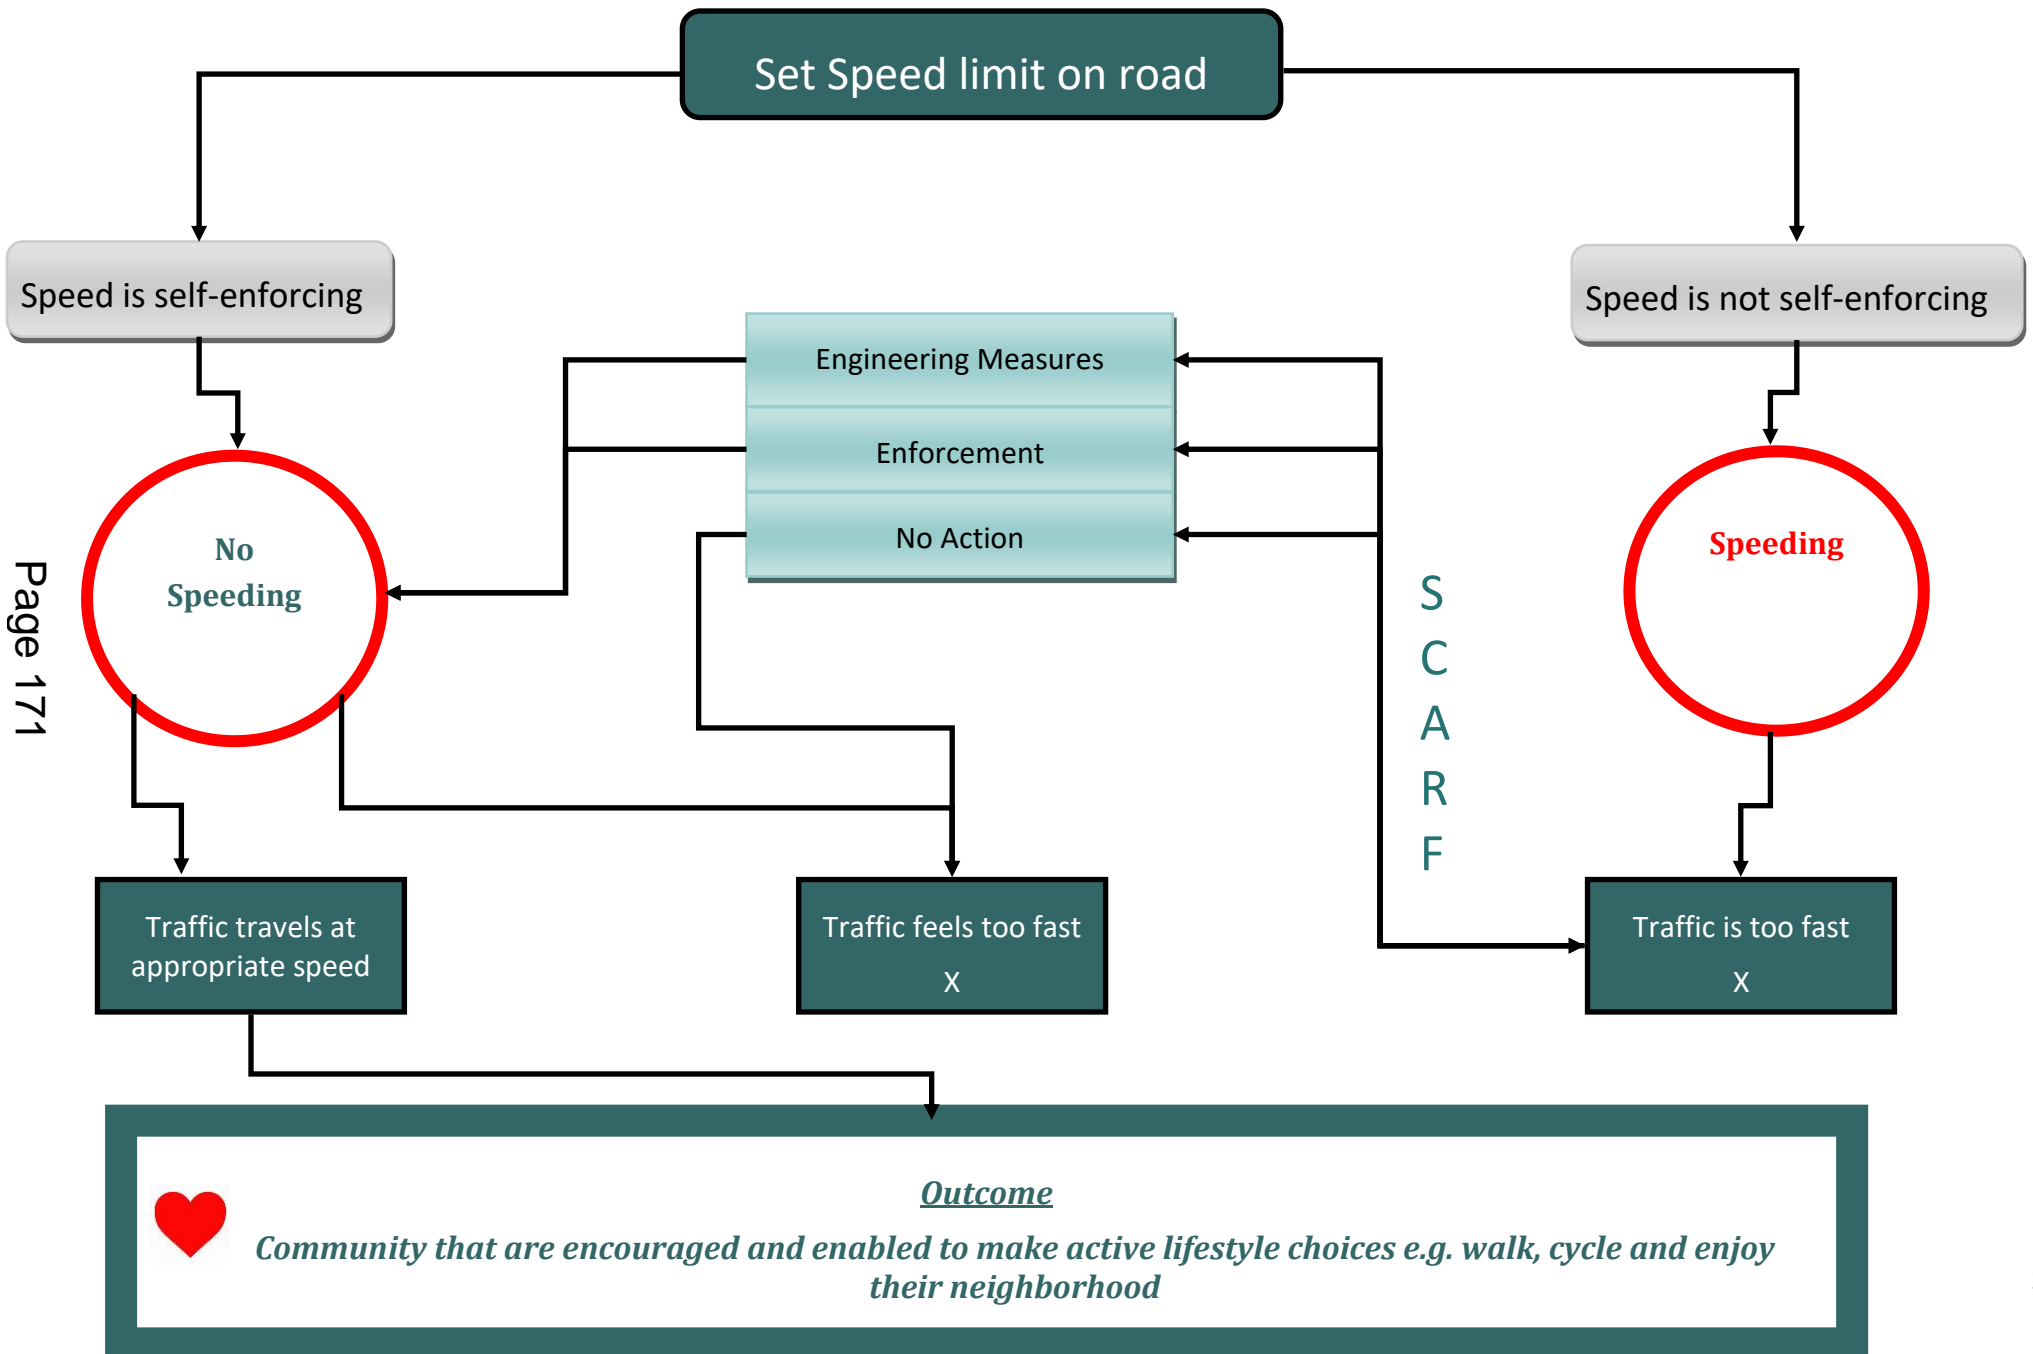 Set Speed limit on road
Speed is self-enforcing
Speed is not self-enforcing
Engineering Measures
Enforcement
No Action
No
Speeding
Speeding
S
C
A
R
F
Page 171
Traffic travels at
appropriate speed
Traffic feels too fast
X
Traffic is too fast
X
Outcome
Community that are encouraged and enabled to make active lifestyle choices e.g. walk, cycle and enjoy
their neighborhood